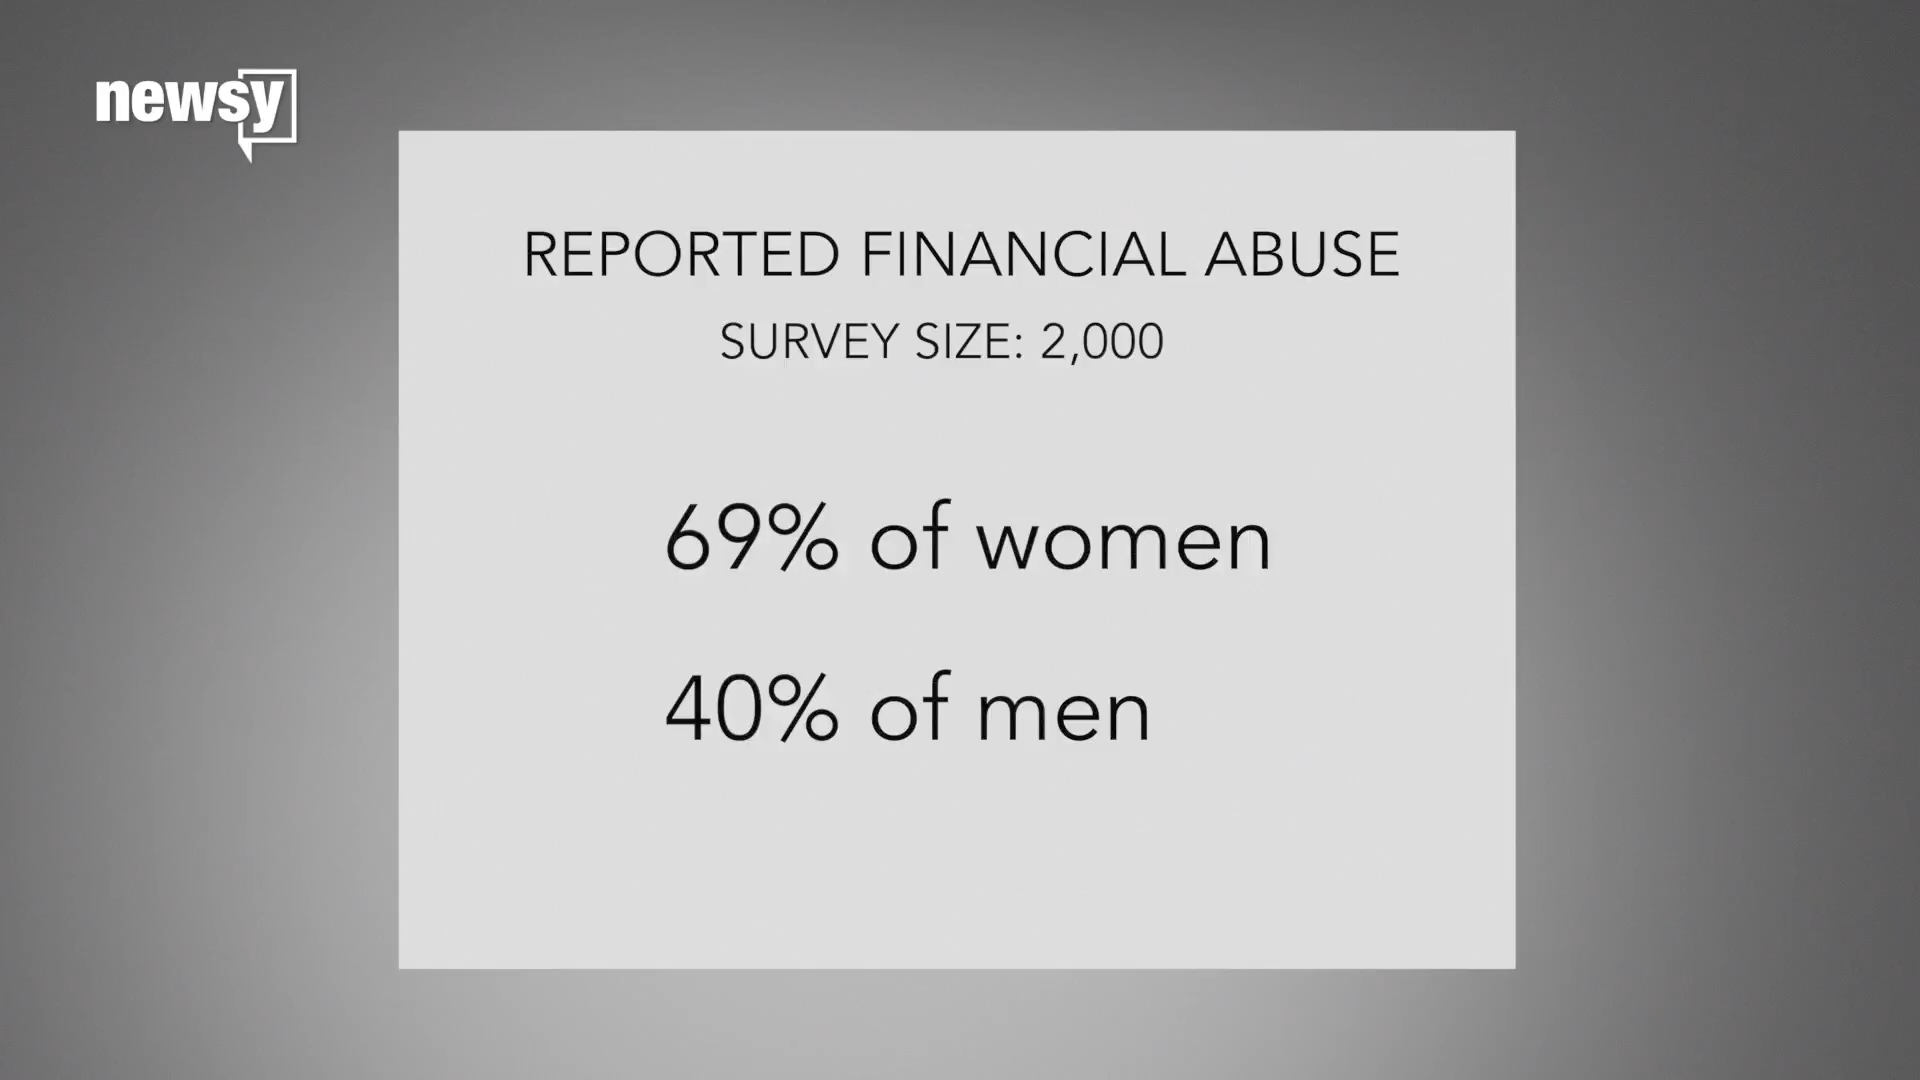 newsy
REPORTED FINANCIAL ABUSE
SURVEY SIZE: 2,000
69% of women
40% of men